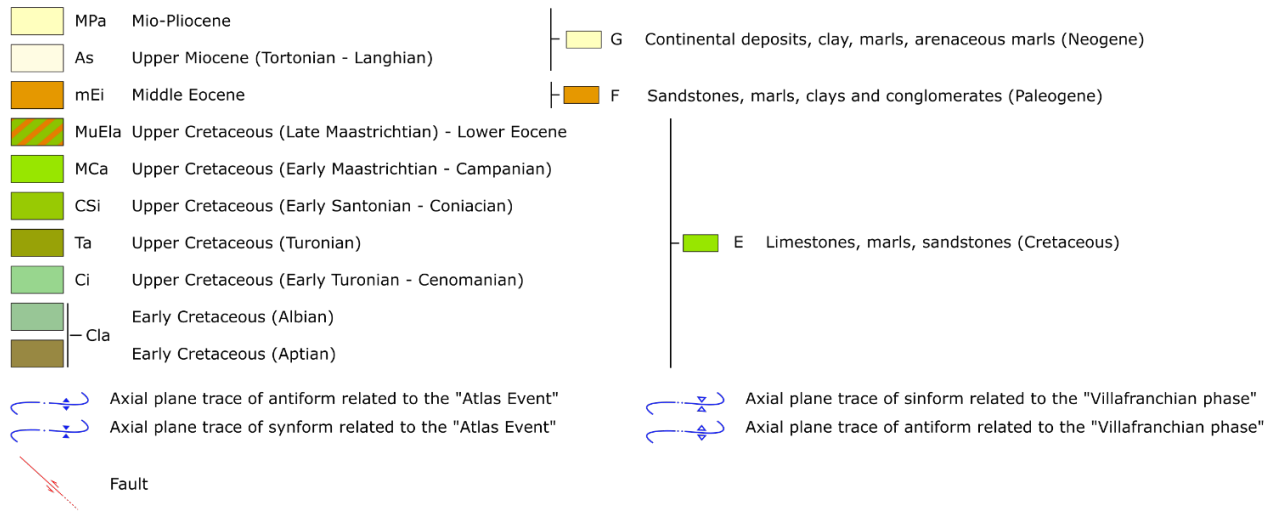 MPa Mio-Pliocene
As Upper Miocene (Tortonian - Langhian)
G Continental deposits, clay, marls, arenaceous marls (Neogene)
mEi Middle Eocene
F Sandstones, marls, clays and conglomerates (Paleogene)
MuEla Upper Cretaceous (Late Maastrichtian) - Lower Eocene
MCa Upper Cretaceous (Early Maastrichtian - Campanian)
CSi Upper Cretaceous (Early Santonian - Coniacian)
Ta Upper Cretaceous (Turonian)
E Limestones, marls, sandstones (Cretaceous)
Ci Upper Cretaceous (Early Turonian - Cenomanian)
Early Cretaceous (Albian)
Cla
Early Cretaceous (Aptian)
Axial plane trace of antiform related to the "Atlas Event"
Axial plane trace of sinform related to the "Villafranchian phase"
Axial plane trace of synform related to the "Atlas Event"
Axial plane trace of antiform related to the "Villafranchian phase"
Fault